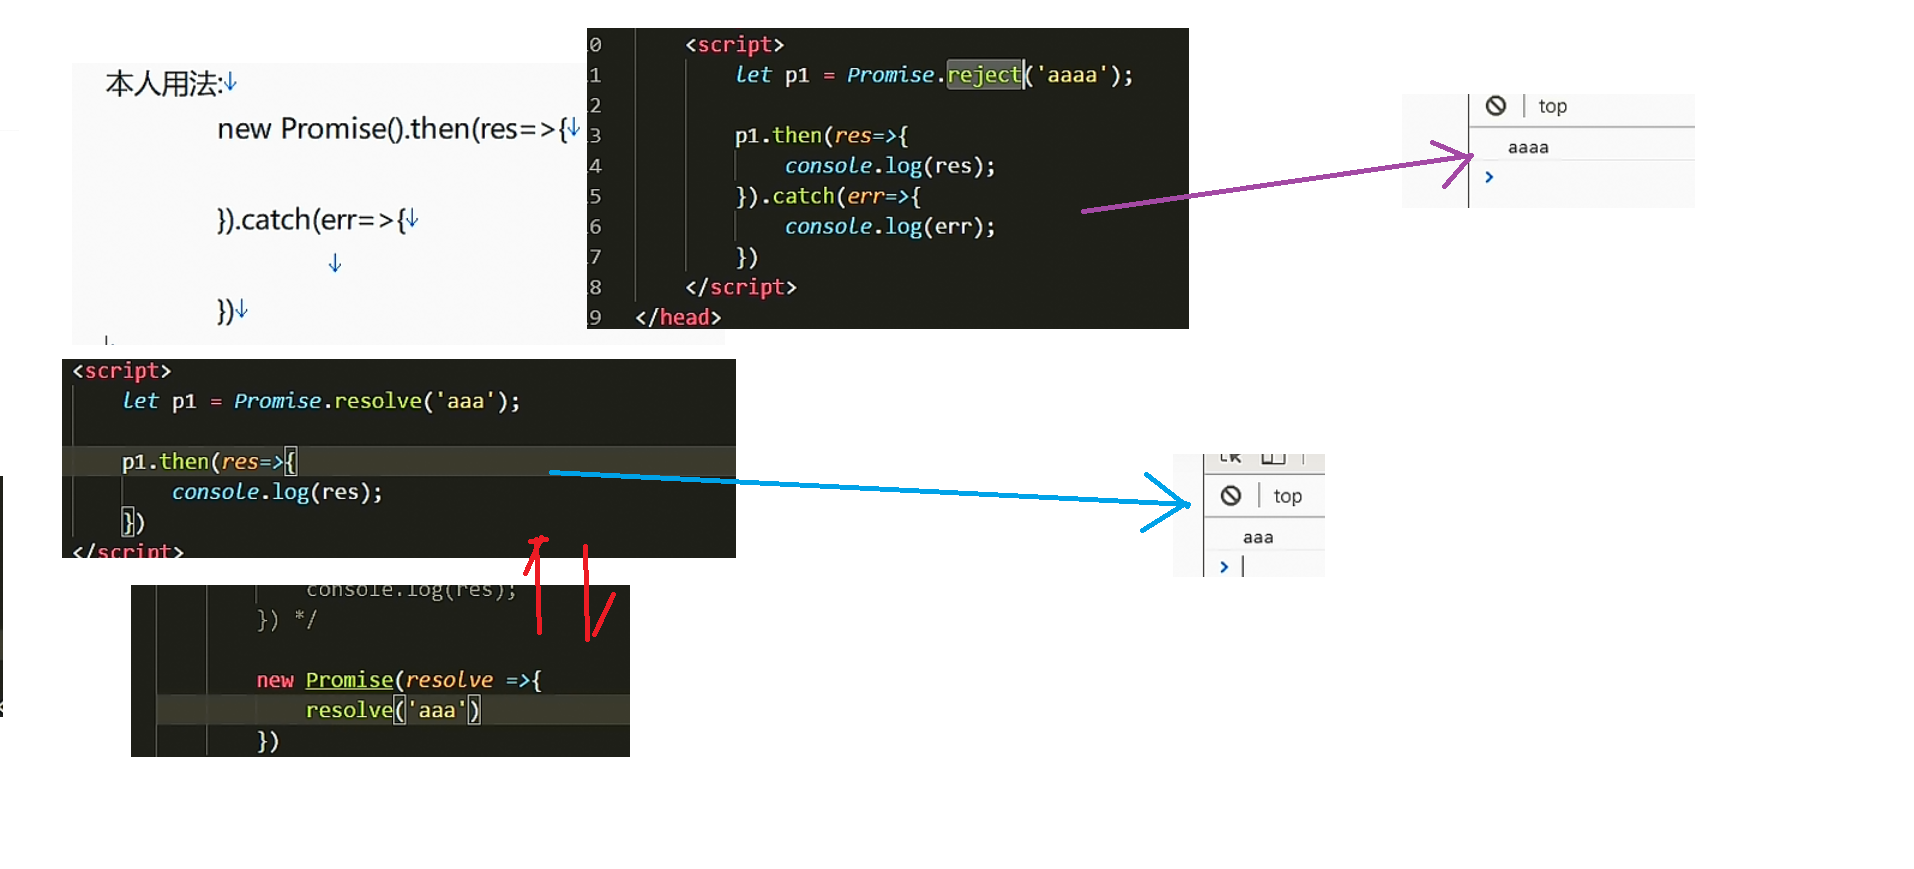 本人用法:↓
new Promise().then(res=>{↓
}).catch(err=>{↓
↓
})↓
0 <script>
1 let p1 = Promise.reject('aaaa');
2
3 p1.then(res=>{
4 console.log(res);
5 }).catch(err=>{
6 console.log(err);
7 })
8 </script>
9 </head>
top
aaaa
>
<script>
let p1 = Promise.resolve('aaa');
p1.then(res=>{
console.log(res);
})
</script>
top
aaa
>
console.log(res);
}) */
new Promise(resolve =>{
resolve('aaa')
})